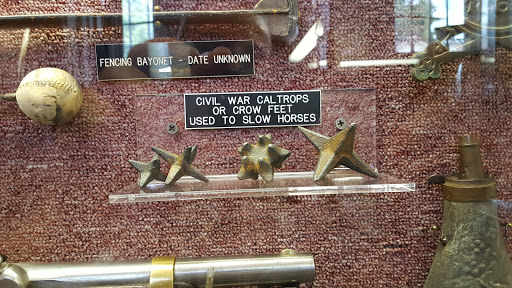 FENCING BAYONET - DATE UNKNOWN
CIVIL WAR CALTROPS
OR CROW FEET
USED TO SLOW HORSES